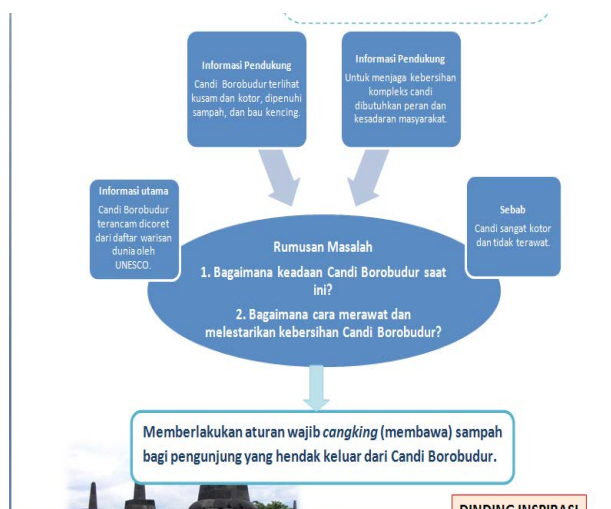 Informasi Pendukung
Candi Borobudur terlihat
kusam dan kotor, dipenuhi
sampah, dan bau kencing.
Informasi Pendukung
Untuk menjaga kebersihan
kompleks candi
dibutuhkan peran dan
kesadaran masyarakat.
Informasi utama
Candi Borobudur
terancam dicoret
dari daftar warisan
dunia oleh
UNESCO.
Sebab
Candi sangat kotor
dan tidak terawat.
Rumusan Masalah
1. Bagaimana keadaan Candi Borobudur saat
ini?
2. Bagaimana cara merawat dan
melestarikan kebersihan Candi Borobudur?
Memberlakukan aturan wajib cangking (membawa) sampah
bagi pengunjung yang hendak keluar dari Candi Borobudur.
DINDING INSPIRASI